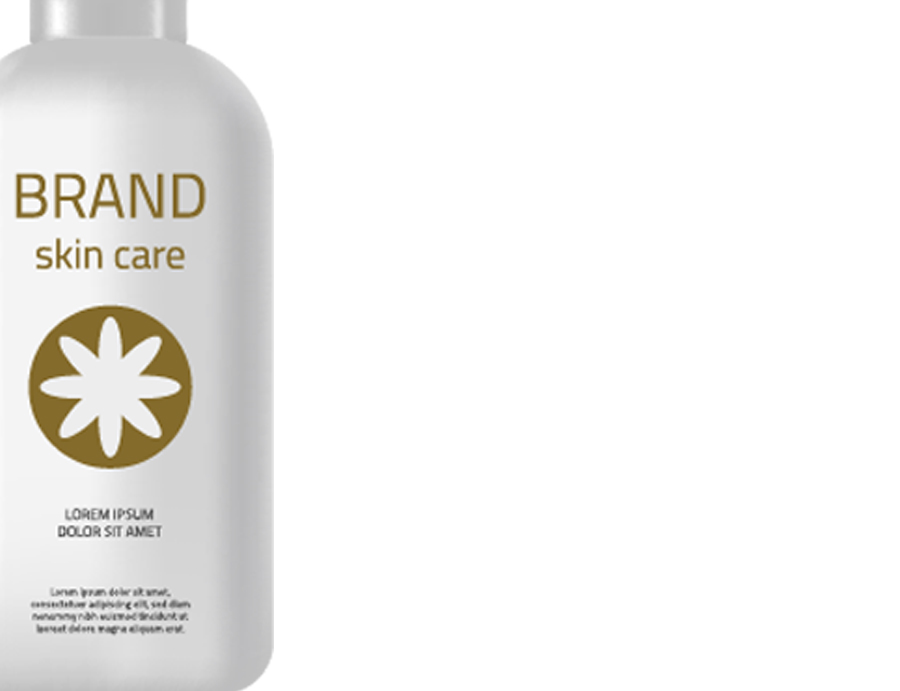 BRAND
skin care
LOREM IPSUM
DOLOR SIT AMET
Lorem ipsum dolor sit amet,
consectetuer adipiscing elit, sed diam
nonummy nibh euismod tincidunt ut
laoreet dolore magna aliquam erat.